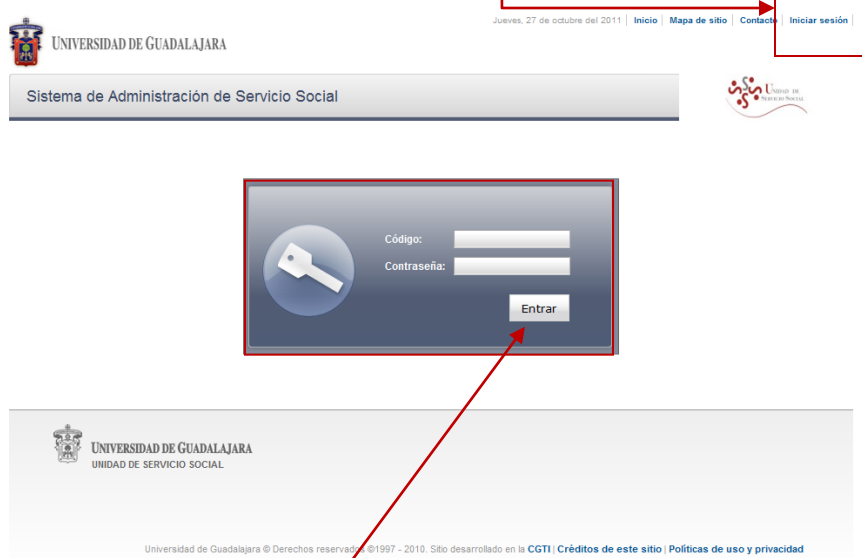 Jueves, 27 de octubre del 2011 | Inicio | Mapa de sitio | Contacto | Iniciar sesión |
UNIVERSIDAD DE GUADALAJARA
Sistema de Administración de Servicio Social
UNIDAD DE
SERVICIO SOCIAL
Código:
Contraseña:
Entrar
UNIVERSIDAD DE GUADALAJARA
UNIDAD DE SERVICIO SOCIAL
Universidad de Guadalajara © Derechos reservados ©1997 - 2010. Sitio desarrollado en la CGTI | Créditos de este sitio | Políticas de uso y privacidad